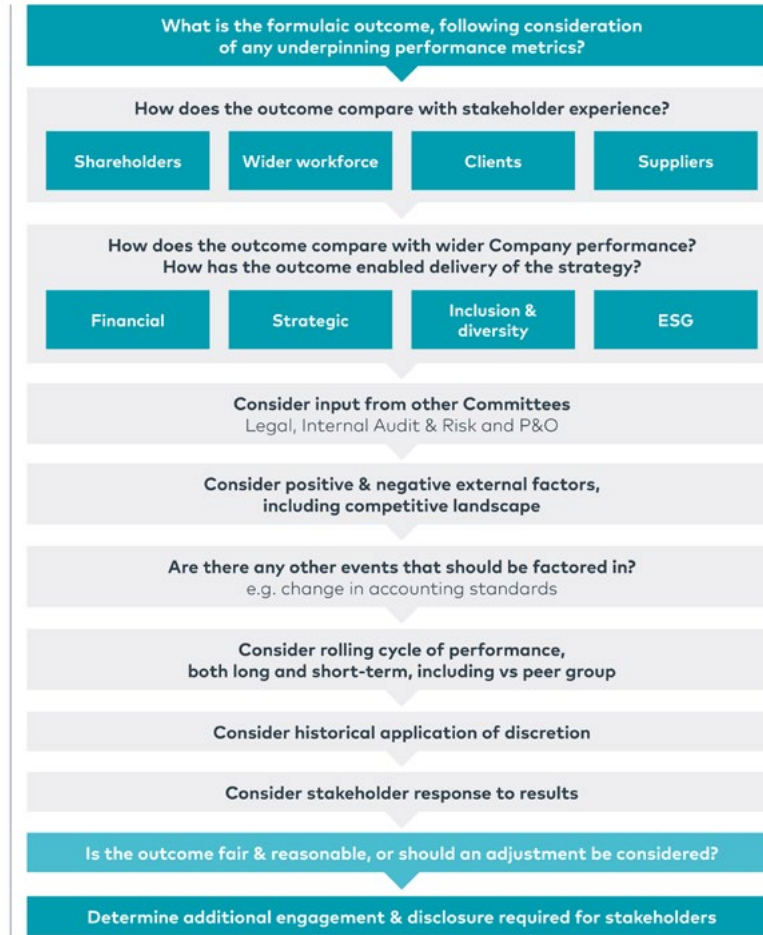 What is the formulaic outcome, following consideration
of any underpinning performance metrics?
How does the outcome compare with stakeholder experience?
Shareholders
Wider workforce
Clients
Suppliers
How does the outcome compare with wider Company performance?
How has the outcome enabled delivery of the strategy?
Financial
Strategic
Inclusion &
diversity
ESG
Consider input from other Committees
Legal, Internal Audit & Risk and P&O
Consider positive & negative external factors,
including competitive landscape
Are there any other events that should be factored in?
e.g. change in accounting standards
Consider rolling cycle of performance,
both long and short-term, including vs peer group
Consider historical application of discretion
Consider stakeholder response to results
Is the outcome fair & reasonable, or should an adjustment be considered?
Determine additional engagement & disclosure required for stakeholders